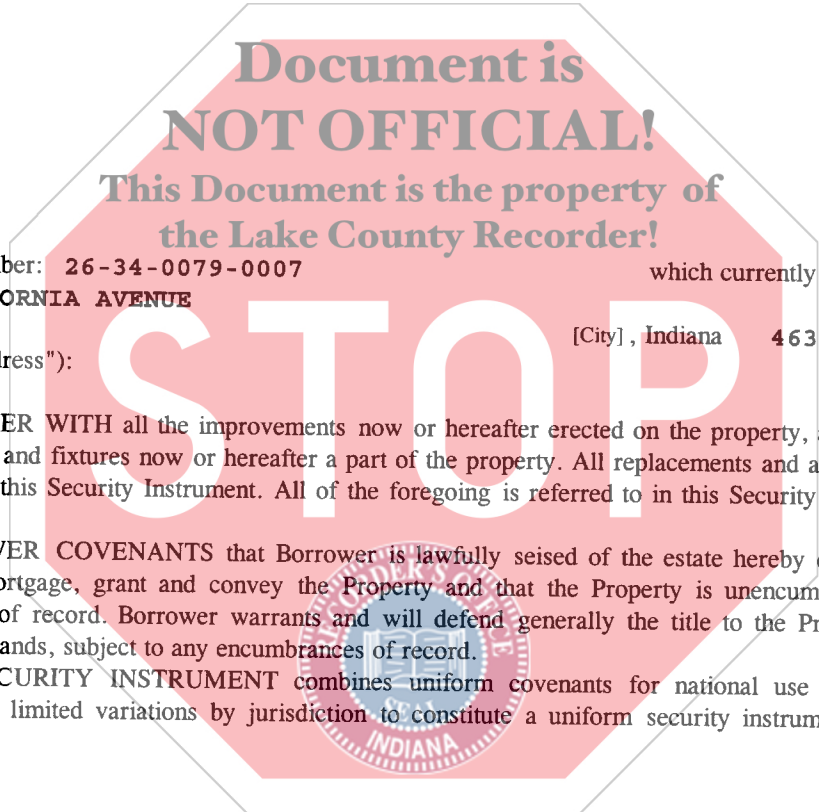 Document is
NOT OFFICIAL!
This Document is the property of
the Lake County Recorder!
ber: 26-34-0079-0007 which currently
ORNIA AVENUE
[City] , Indiana 463
ress"):
STOP
ER WITH all the improvements now or hereafter erected on the property,
and fixtures now or hereafter a part of the property. All replacements and a
this Security Instrument. All of the foregoing is referred to in this Security
VER COVENANTS that Borrower is lawfully seised of the estate hereby
ortgage, grant and convey the Property and that the Property is unencum
of record. Borrower warrants and will defend generally the title to the Pr
ands, subject to any encumbrances of record.
CURITY INSTRUMENT combines uniform covenants for national use
limited variations by jurisdiction to constitute a uniform security instrum
RECORDER'S OFFICE
SEAL
INDIANA